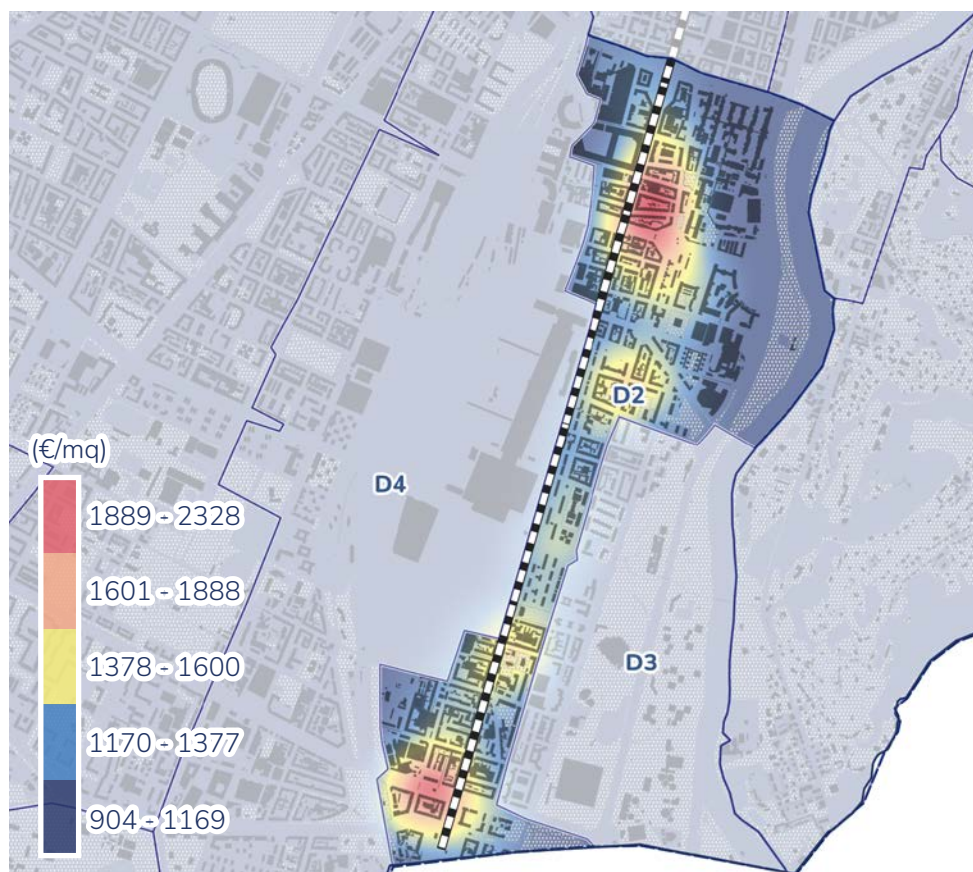 D2
(€/mq)
D4
1889 - 2328
1601 - 1888
1378 - 1600
D3
1170 - 1377
904 - 1169